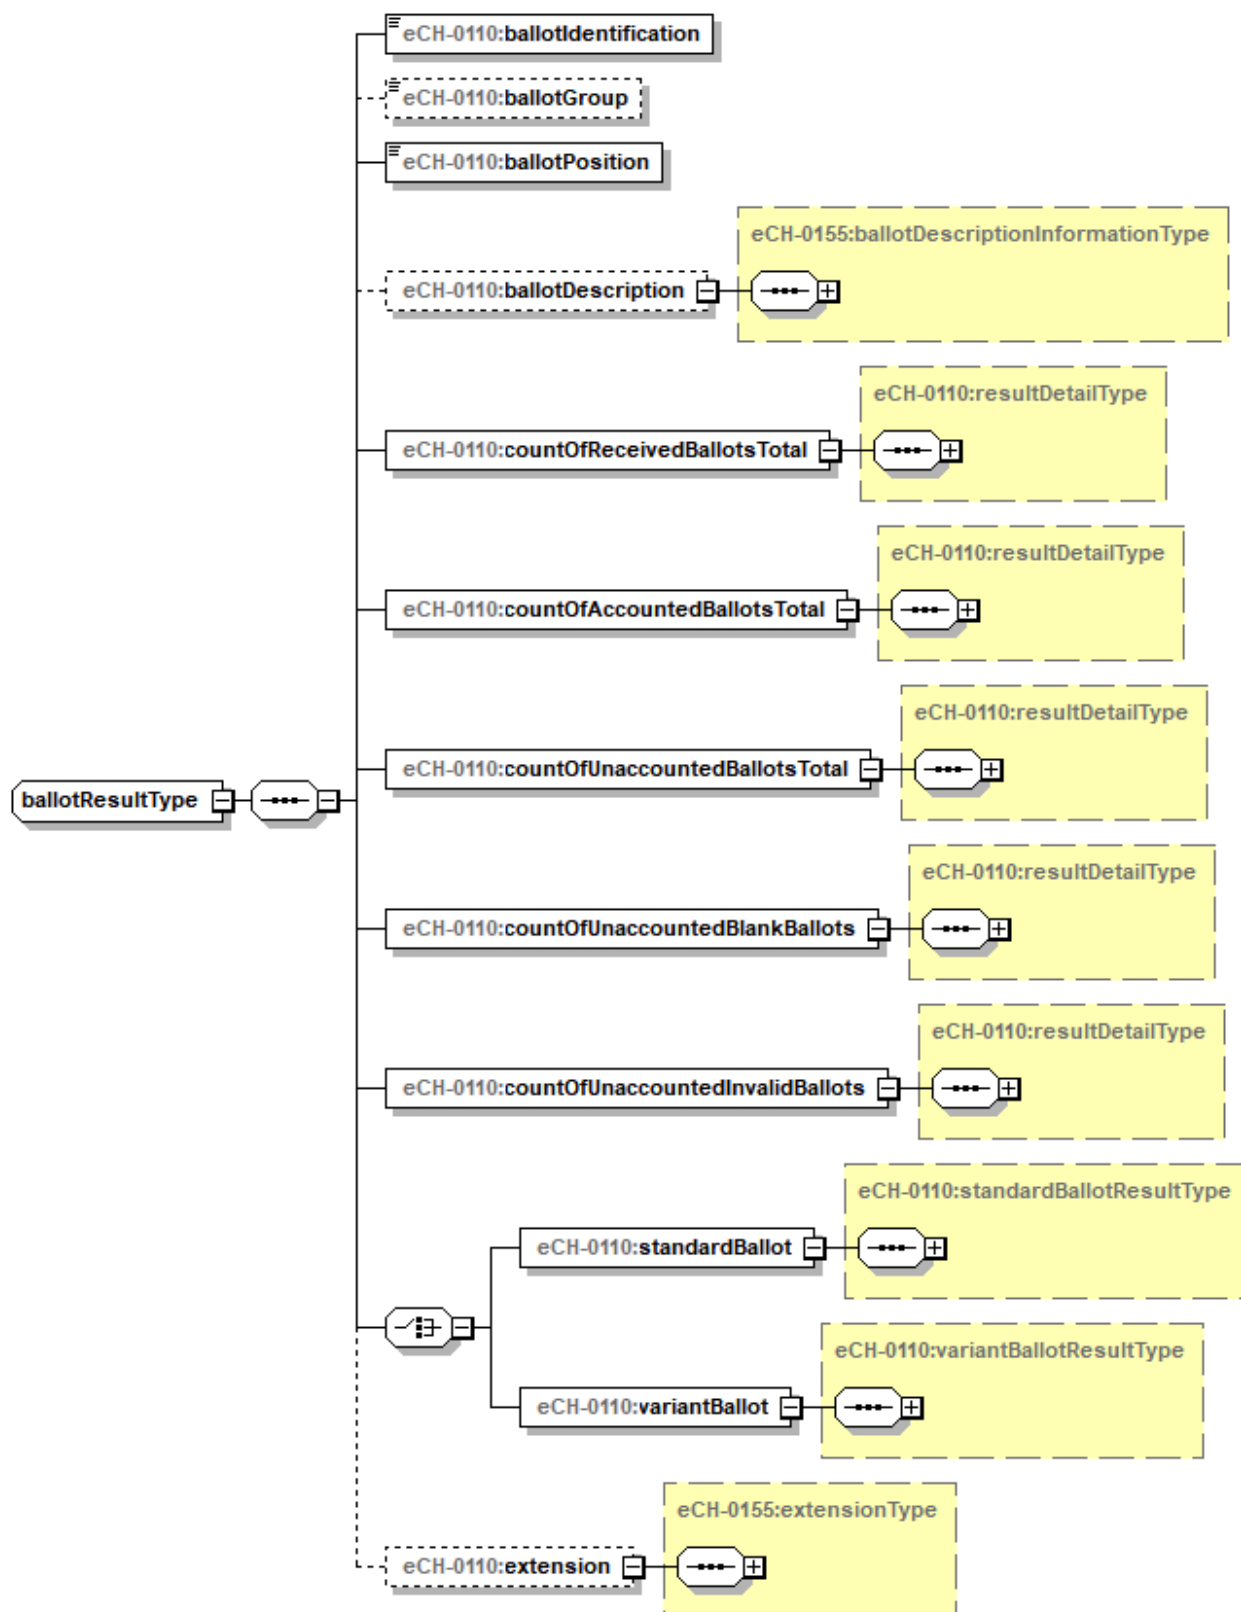 eCH-0110:ballotIdentification
eCH-0110:ballotGroup
eCH-0110:ballotPosition
eCH-0155:ballotDescriptionInformationType
eCH-0110:ballotDescription
eCH-0110:resultDetailType
eCH-0110:countOfReceivedBallotsTotal
eCH-0110:resultDetailType
eCH-0110:countOfAccountedBallotsTotal
eCH-0110:resultDetailType
eCH-0110:countOfUnaccountedBallotsTotal
ballotResultType
eCH-0110:resultDetailType
eCH-0110:countOfUnaccountedBlankBallots
eCH-0110:resultDetailType
eCH-0110:countOfUnaccountedInvalidBallots
eCH-0110:standardBallotResultType
eCH-0110:standardBallot
eCH-0110:variantBallotResultType
eCH-0110:variantBallot
eCH-0155:extensionType
eCH-0110:extension